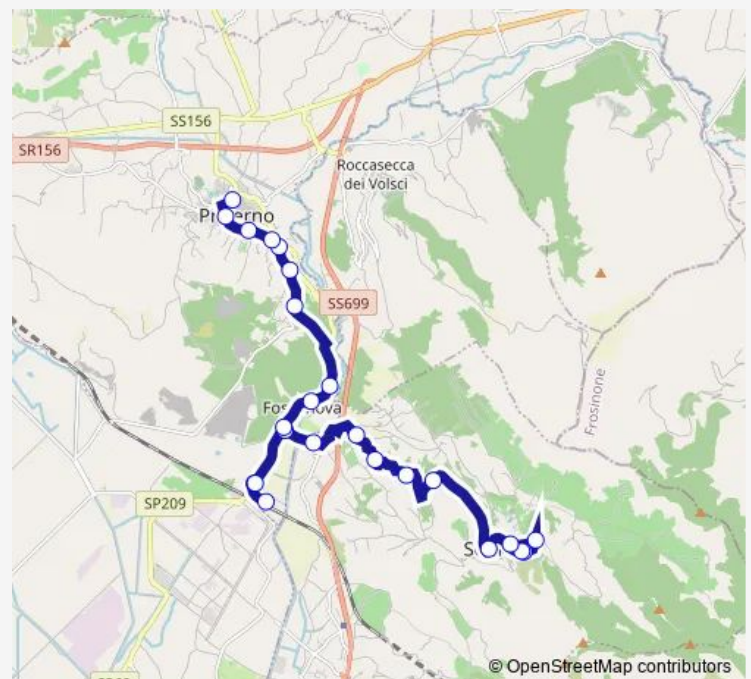 SS156
SR156
Roccasecca
dei Volsci
SS699
Frosinone
SP209
© OpenStreetMap contributors